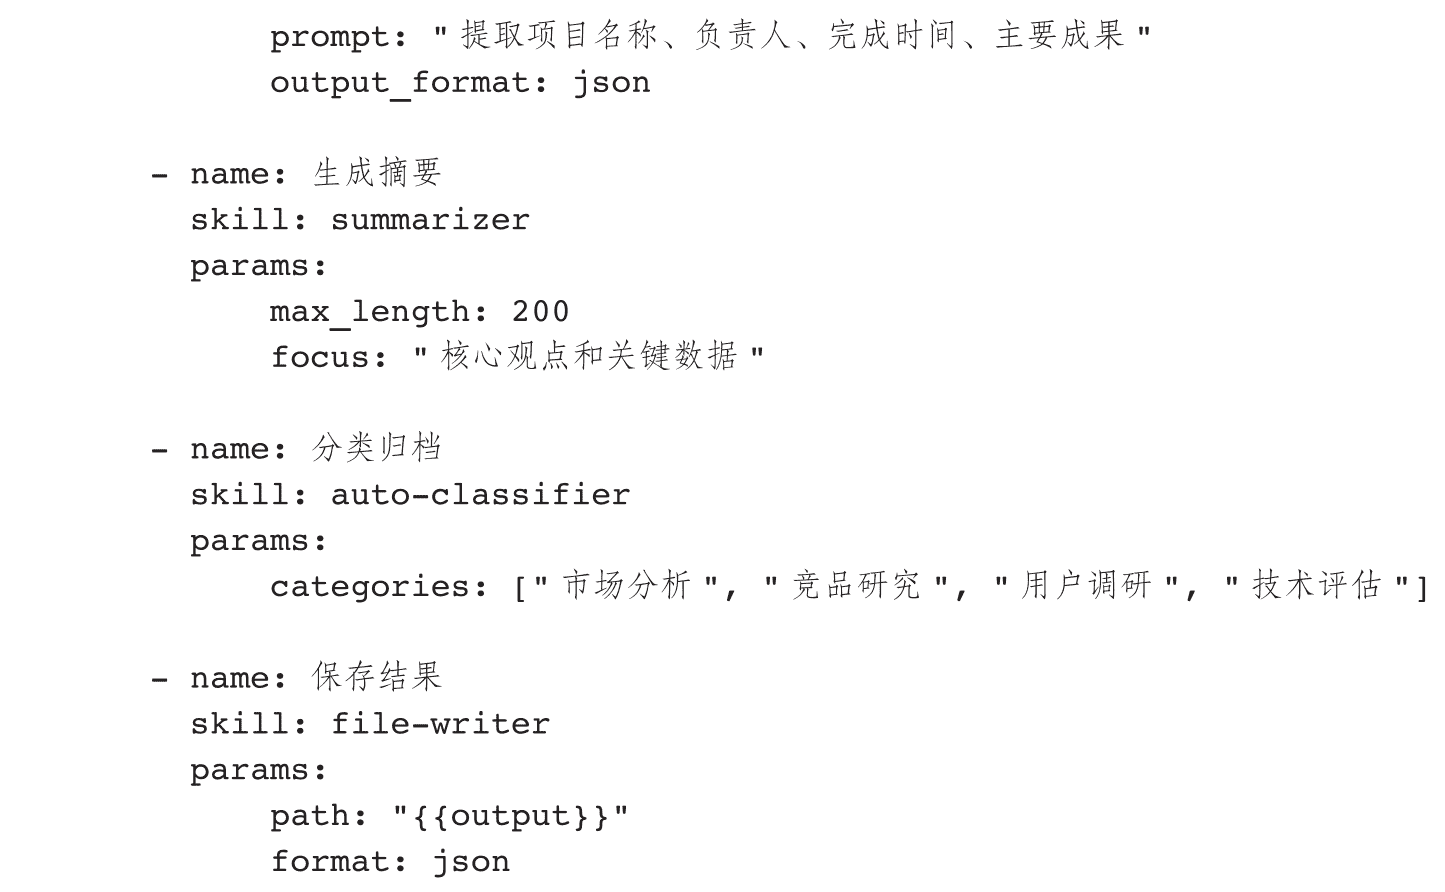 prompt: "提取项目名称、负责人、完成时间、主要成果"
output_format: json
- name: 生成摘要
skill: summarizer
params:
max_length: 200
focus: "核心观点和关键数据"
- name: 分类归档
skill: auto-classifier
params:
categories: ["市场分析", "竞品研究", "用户调研", "技术评估"]
- name: 保存结果
skill: file-writer
params:
path: "{{output}}"
format: json